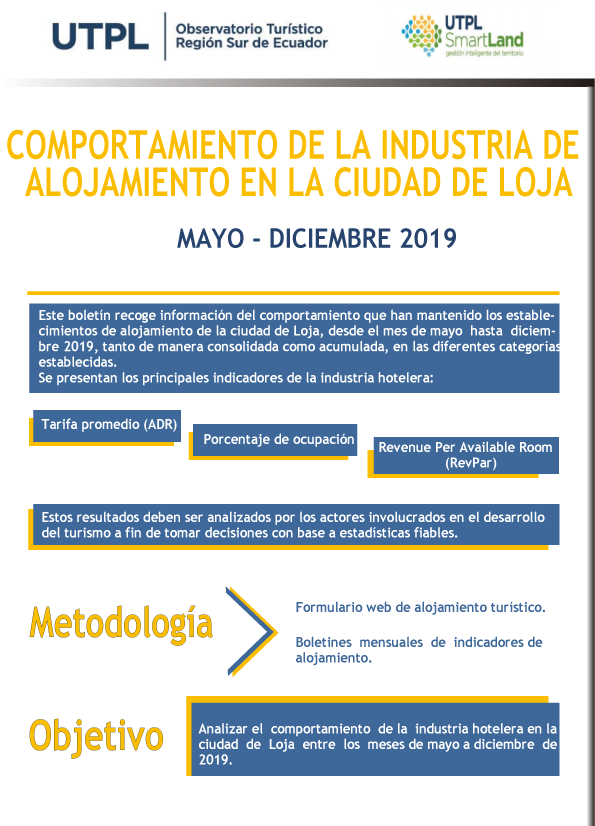 UTPL
Observatorio Turístico
Región Sur de Ecuador
UTPL
SmartLand
gestión inteligente del territorio
COMPORTAMIENTO DE LA INDUSTRIA DE
ALOJAMIENTO EN LA CIUDAD DE LOJA
MAYO - DICIEMBRE 2019
Este boletín recoge información del comportamiento que han mantenido los estable-
cimientos de alojamiento de la ciudad de Loja, desde el mes de mayo hasta diciem-
bre 2019, tanto de manera consolidada como acumulada, en las diferentes categorías
establecidas.
Se presentan los principales indicadores de la industria hotelera:
Tarifa promedio (ADR)
Porcentaje de ocupación
Revenue Per Available Room
(RevPar)
Estos resultados deben ser analizados por los actores involucrados en el desarrollo
del turismo a fin de tomar decisiones con base a estadísticas fiables.
Metodología
Formulario web de alojamiento turístico.
Boletines mensuales de indicadores de
alojamiento.
Objetivo
Analizar el comportamiento de la industria hotelera en la
ciudad de Loja entre los meses de mayo a diciembre de
2019.